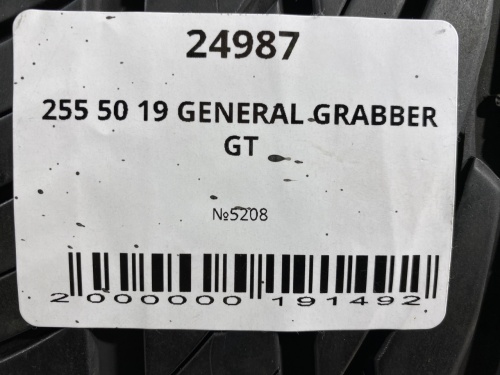 24987
255 50 19 GENERAL GRABBER
GT
№5208
2 000000 191492